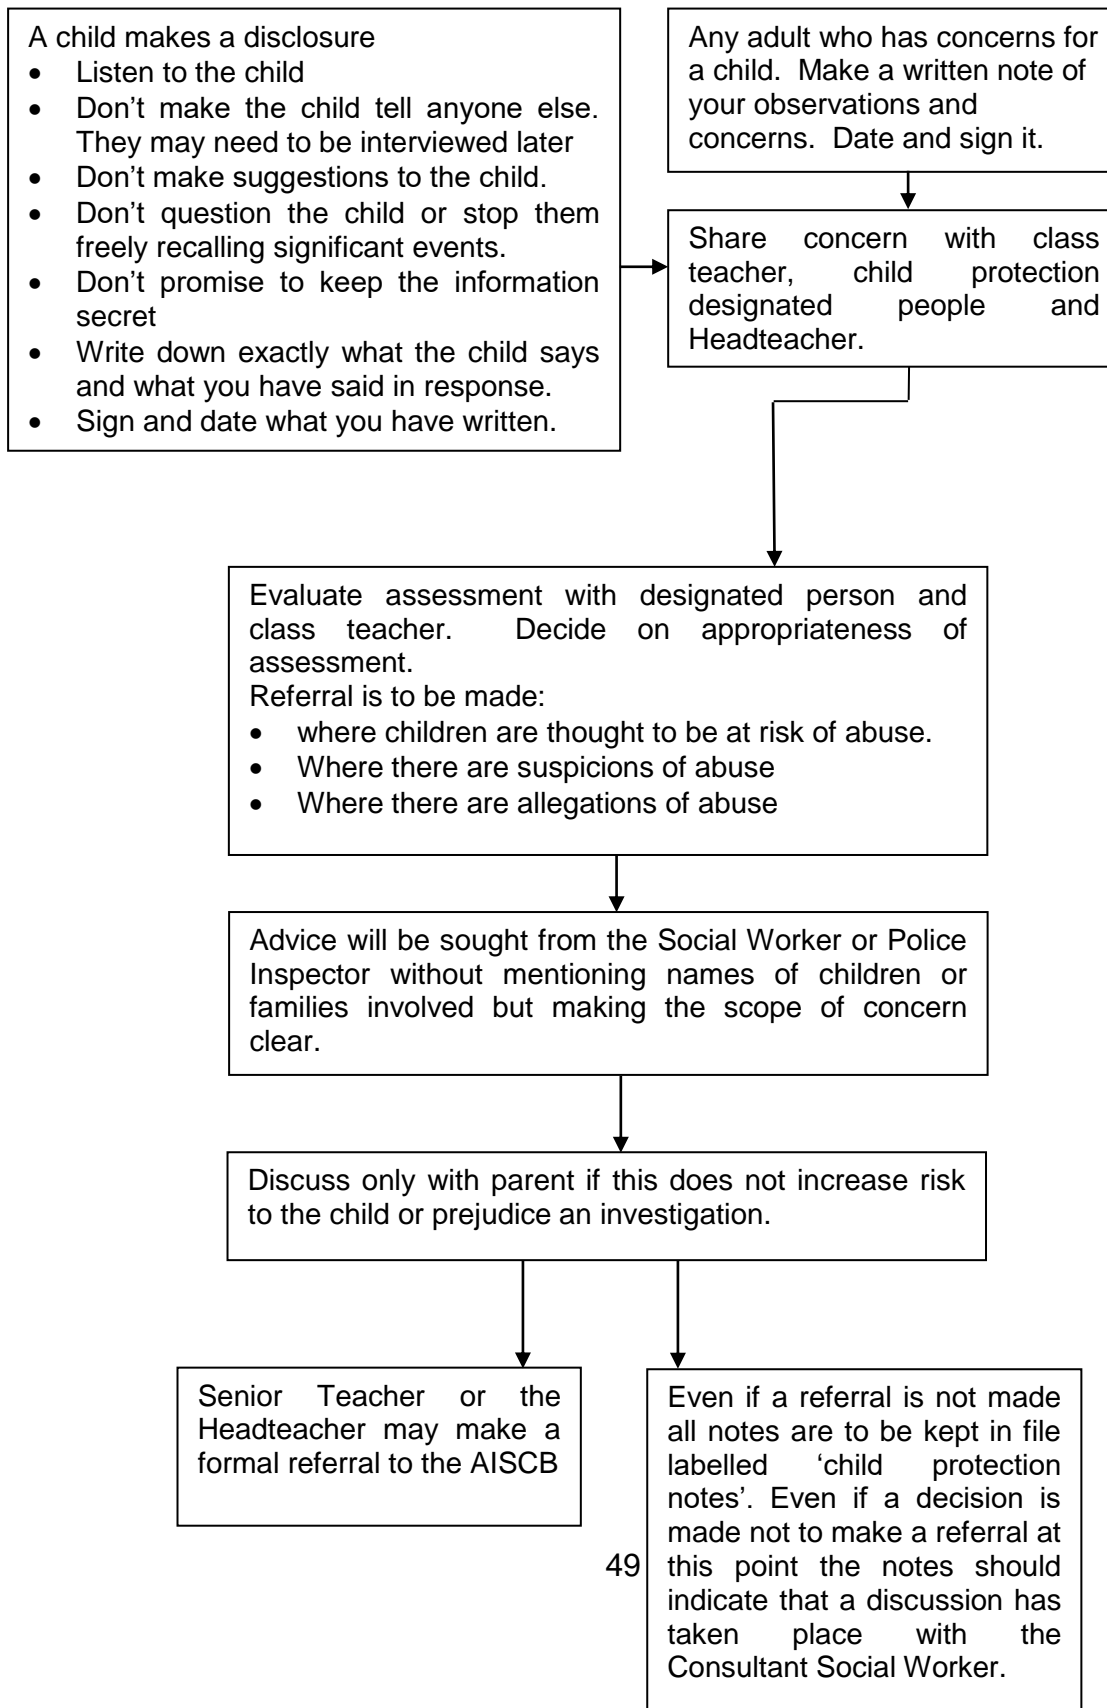 A child makes a disclosure
• Listen to the child
• Don’t make the child tell anyone else.
They may need to be interviewed later
• Don’t make suggestions to the child.
• Don’t question the child or stop them
freely recalling significant events.
• Don’t promise to keep the information
secret
• Write down exactly what the child says
and what you have said in response.
• Sign and date what you have written.
Any adult who has concerns for
a child. Make a written note of
your observations and
concerns. Date and sign it.
Share concern with class
teacher, child protection
designated people and
Headteacher.
Evaluate assessment with designated person and
class teacher. Decide on appropriateness of
assessment.
Referral is to be made:
• where children are thought to be at risk of abuse.
• Where there are suspicions of abuse
• Where there are allegations of abuse
Advice will be sought from the Social Worker or Police
Inspector without mentioning names of children or
families involved but making the scope of concern
clear.
Discuss only with parent if this does not increase risk
to the child or prejudice an investigation.
Senior Teacher or the
Headteacher may make a
formal referral to the AISCB
Even if a referral is not made
all notes are to be kept in file
labelled ‘child protection
notes’. Even if a decision is
made not to make a referral at
this point the notes should
indicate that a discussion has
taken place with the
Consultant Social Worker.
49